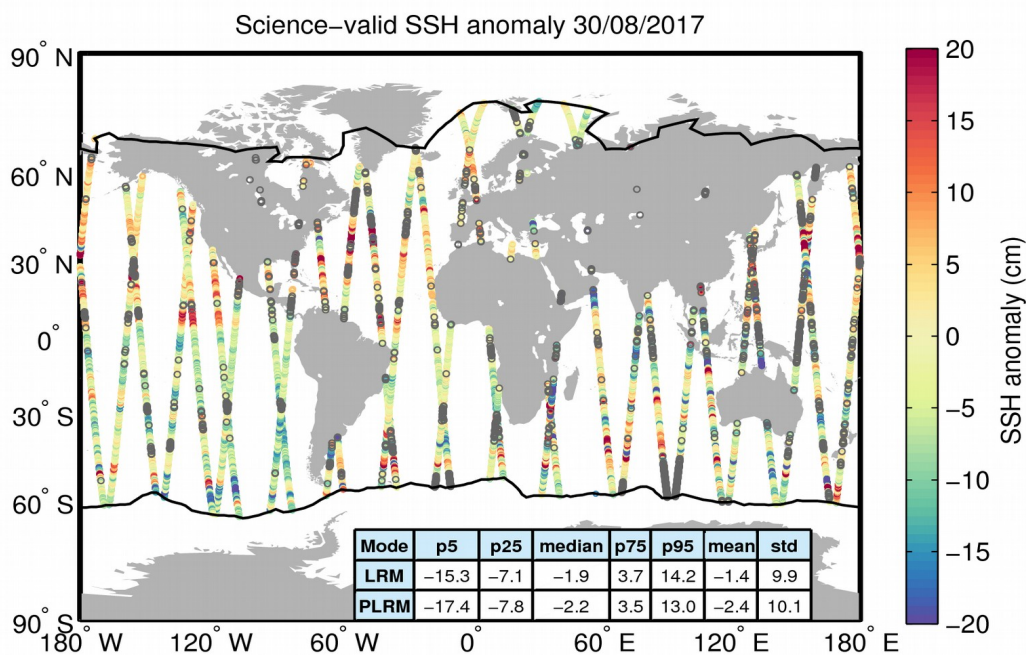 Science−valid SSH anomaly 30/08/2017
90° N
60° N
30° N
0°
30° S
60° S
90° S
180° W
120° W
60° W
0°
60° E
120° E
180° E
Mode p5 p25 median p75 p95 mean std
LRM −15.3 −7.1 −1.9 3.7 14.2 −1.4 9.9
PLRM −17.4 −7.8 −2.2 3.5 13.0 −2.4 10.1
20
15
10
5
0
−5
−10
−15
−20
SSH anomaly (cm)